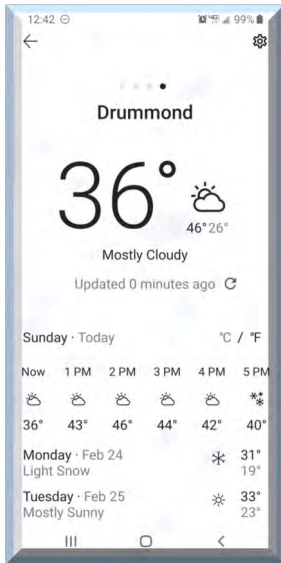 12:42 99%
Drummond
36°
46° 26°
Mostly Cloudy
Updated 0 minutes ago
Sunday · Today °C / °F
Now 1 PM 2 PM 3 PM 4 PM 5 PM
36° 43° 46° 44° 42° 40°
Monday · Feb 24 31°
Light Snow 19°
Tuesday · Feb 25 33°
Mostly Sunny 23°